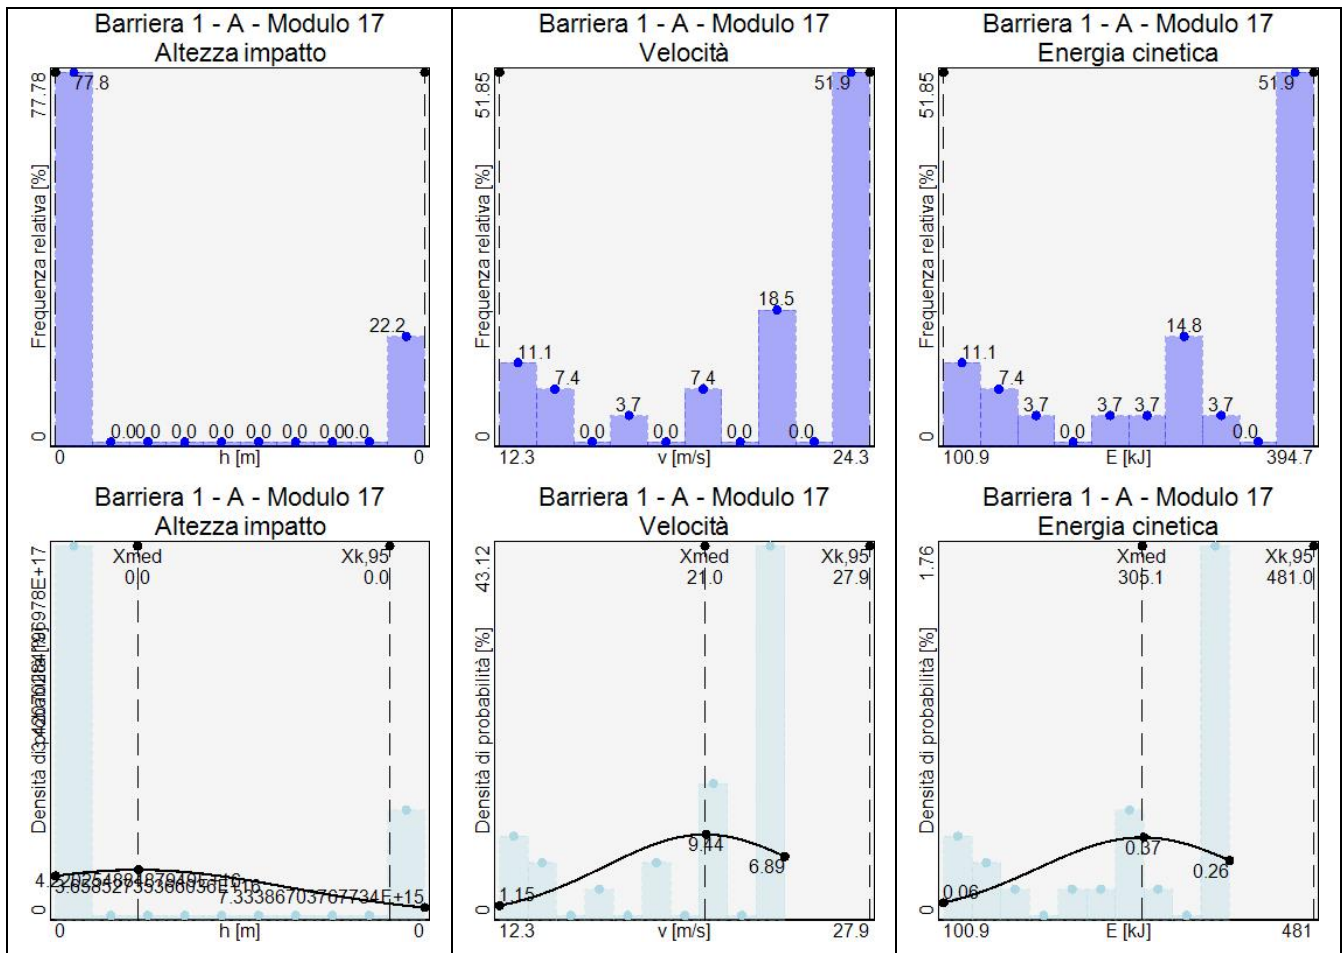 Barriera 1 - A - Modulo 17
Altezza impatto
77.78
Frequenza relativa [%]
0
77.8
0.0
0.0
0.0
0.0
0.0
0.0
0.0
0.0
22.2
0
h [m]
0
Barriera 1 - A - Modulo 17
Velocità
51.85
Frequenza relativa [%]
0
11.1
7.4
0.0
3.7
0.0
7.4
0.0
18.5
0.0
51.9
12.3
v [m/s]
24.3
Barriera 1 - A - Modulo 17
Energia cinetica
51.85
Frequenza relativa [%]
0
11.1
7.4
3.7
0.0
3.7
3.7
14.8
3.7
0.0
51.9
100.9
E [kJ]
394.7
Barriera 1 - A - Modulo 17
Altezza impatto
Densità di
0
Xmed
0.0
Xk,95
0.0
7.33386703767734E+15
0
h [m]
0
Barriera 1 - A - Modulo 17
Velocità
43.12
Densità di probabilità [%]
0
Xmed
21.0
Xk,95
27.9
1.15
9.44
6.89
12.3
v [m/s]
27.9
Barriera 1 - A - Modulo 17
Energia cinetica
1.76
Densità di probabilità [%]
0
Xmed
305.1
Xk,95
481.0
0.06
0.37
0.26
100.9
E [kJ]
481